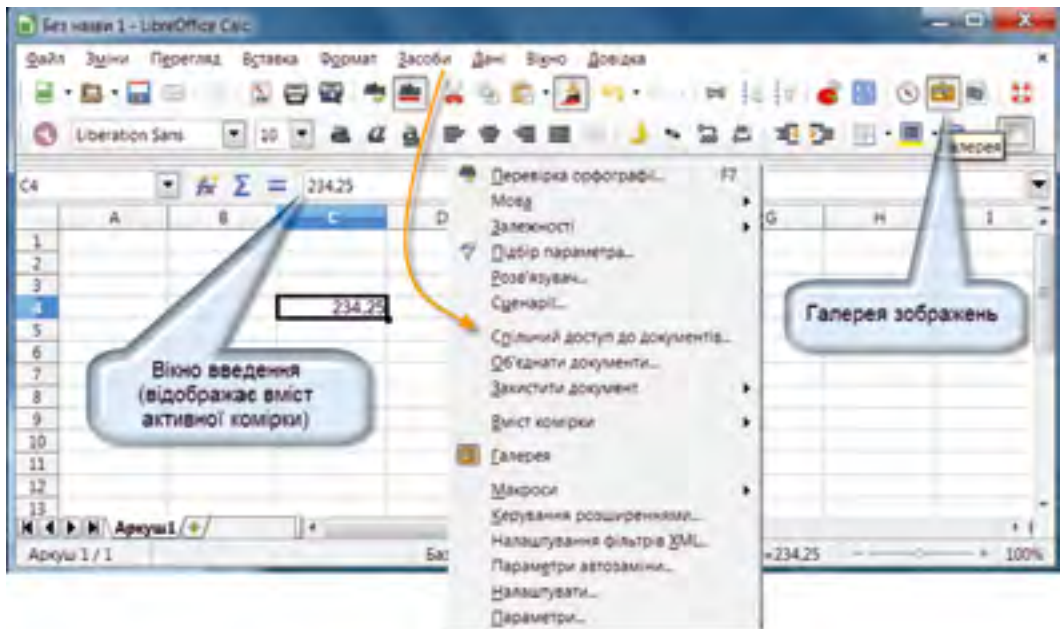 Без назви 1 - LibreOffice Calc
Файл Зміни Перегляд Вставка Формат Засоби Дані Вікно Довідка
Liberation Sans 10
Галерея
C4 234.25
A B C D G H I
1
2
3
4 234.25
5
6
7
8
9
10
11
12
13
Вікно введення
(відображає вміст
активної комірки)
Галерея зображень
Перевірка орфографії... F7
Мова
Залежності
Підбір параметра...
Розв'язувач...
Сценарії...
Спільний доступ до документів...
Об'єднати документи...
Захистити документ
Вміст комірки
Галерея
Макроси
Керування розширеннями...
Налаштування фільтрів XML...
Параметри автозаміни...
Налаштувати...
Параметри...
Аркуш1
Аркуш 1 / 1 Баз =234.25 100%